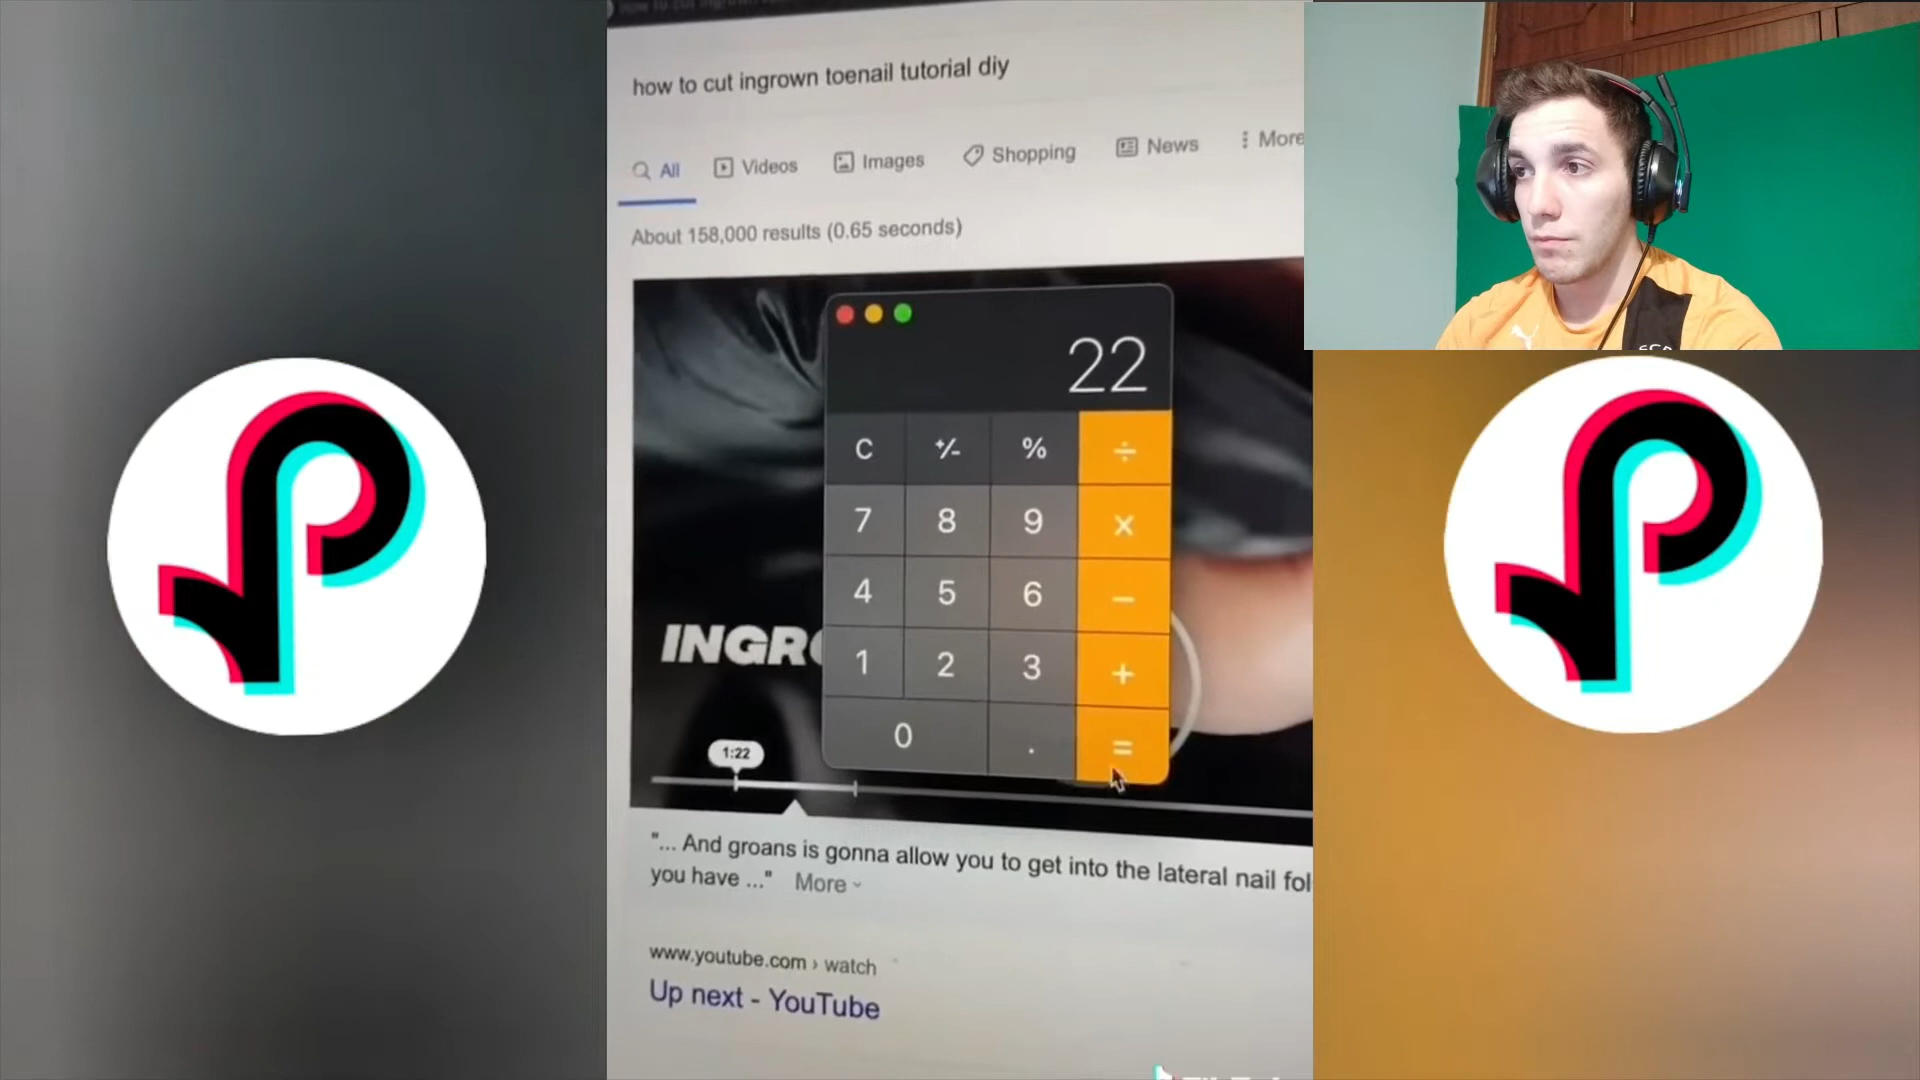 how to cut ingrown toenail tutorial diy
All Videos Images Shopping News More
About 158,000 results (0.65 seconds)
22
C +/- % ÷
7 8 9 x
4 5 6 −
1 2 3 +
0 . =
INGR
1:22
"... And groans is gonna allow you to get into the lateral nail fol
you have ..." More
www.youtube.com › watch
Up next - YouTube